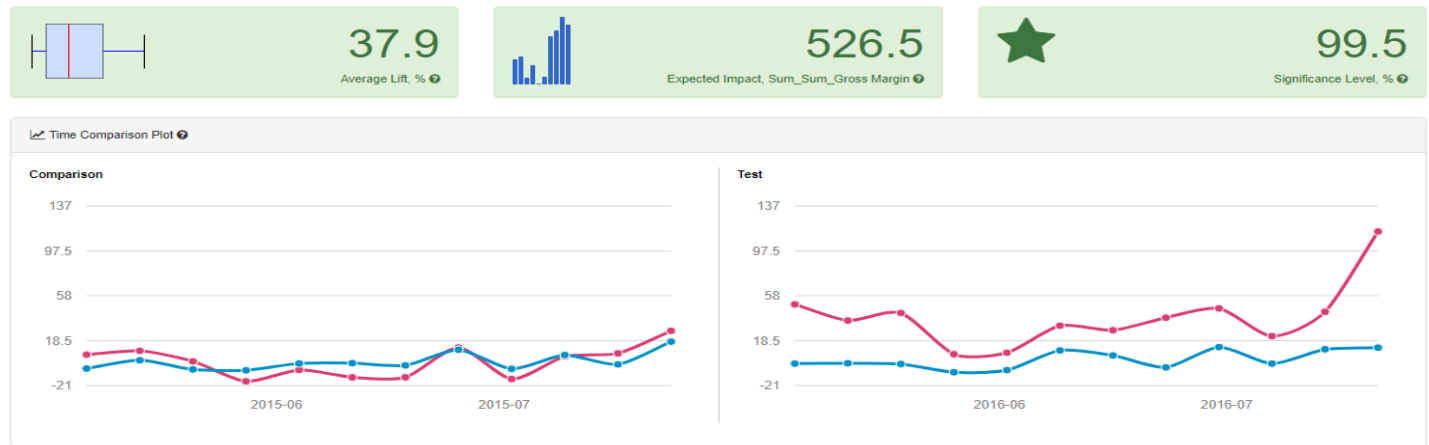 37.9
Average Lift, %
526.5
Expected Impact, Sum_Sum_Gross Margin
99.5
Significance Level, %
Time Comparison Plot
Comparison
137
97.5
58
18.5
-21
2015-06 2015-07
Test
137
97.5
58
18.5
-21
2016-06 2016-07